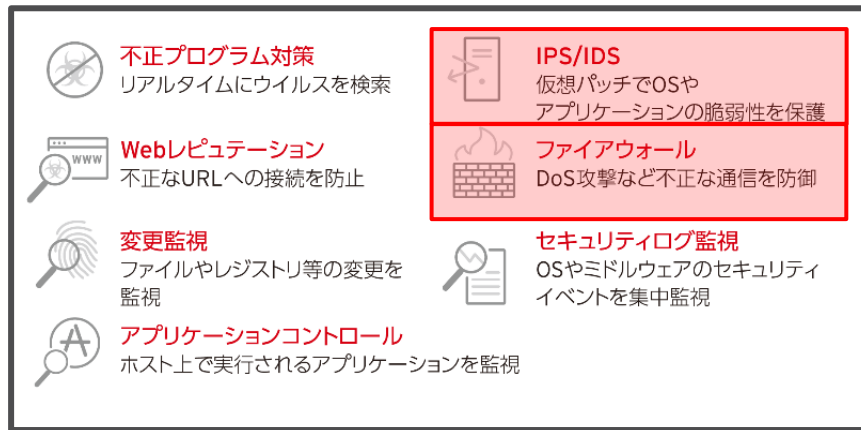 不正プログラム対策
リアルタイムにウイルスを検索
IPS/IDS
仮想パッチでOSや
アプリケーションの脆弱性を保護
WWW
Webレピュテーション
不正なURLへの接続を防止
ファイアウォール
DoS攻撃など不正な通信を防御
変更監視
ファイルやレジストリ等の変更を
監視
セキュリティログ監視
OSやミドルウェアのセキュリティ
イベントを集中監視
アプリケーションコントロール
ホスト上で実行されるアプリケーションを監視